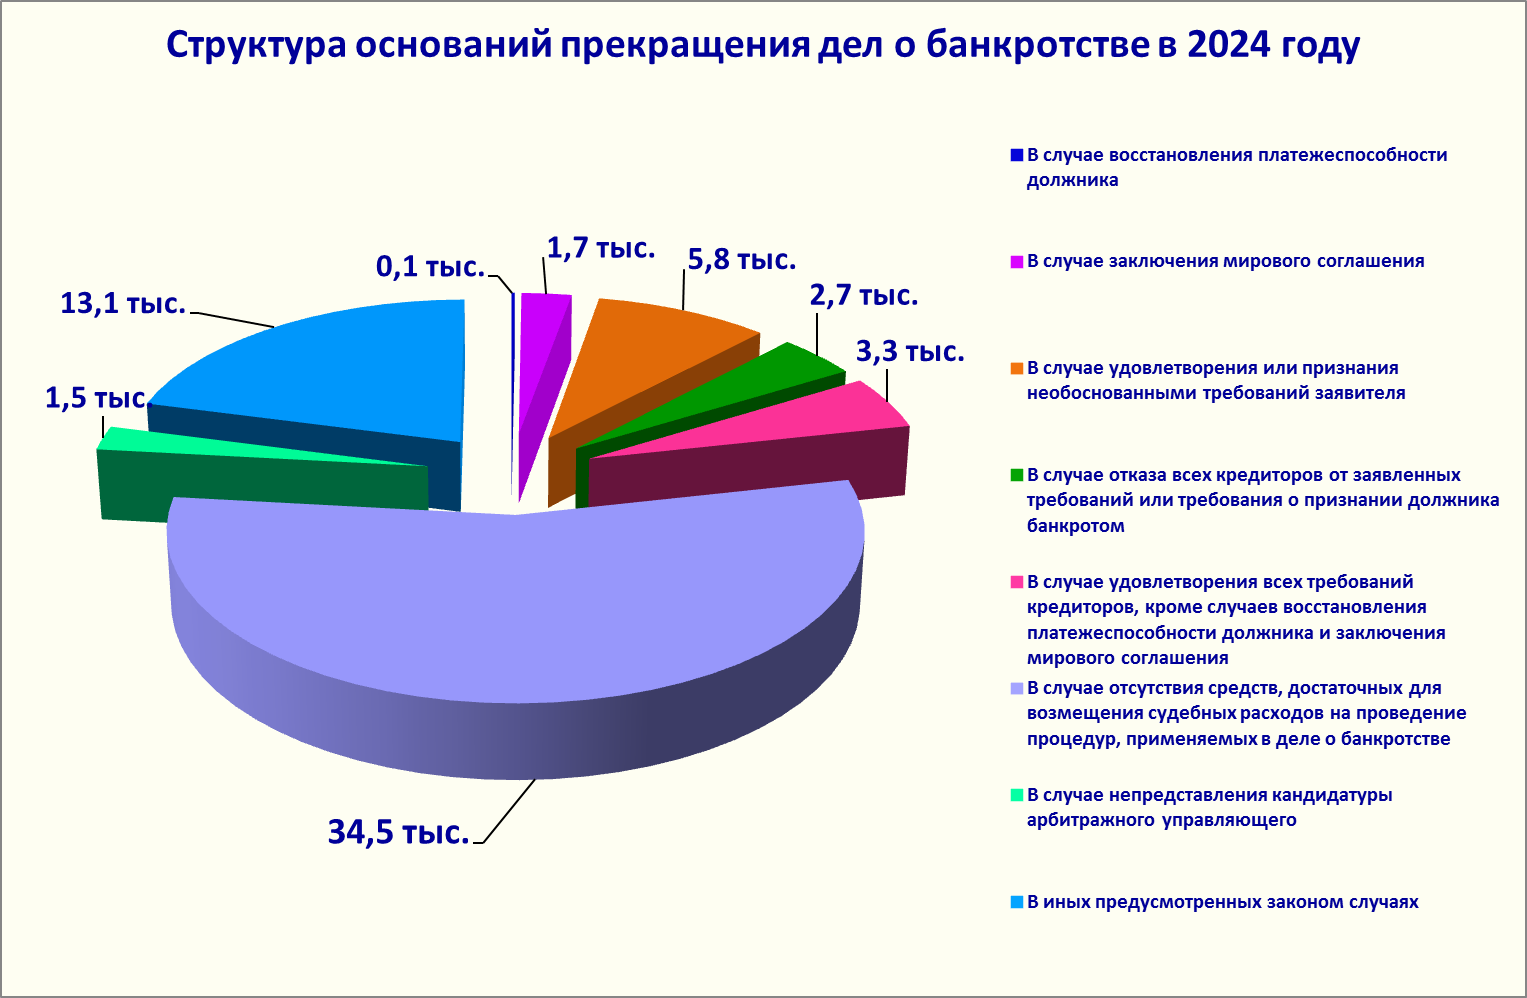 Структура оснований прекращения дел о банкротстве в 2024 году
0,1 тыс.
1,7 тыс.
5,8 тыс.
2,7 тыс.
3,3 тыс.
13,1 тыс.
1,5 тыс.
34,5 тыс.
В случае восстановления платежеспособности
должника
В случае заключения мирового соглашения
В случае удовлетворения или признания
необоснованными требований заявителя
В случае отказа всех кредиторов от заявленных
требований или требования о признании должника
банкротом
В случае удовлетворения всех требований
кредиторов, кроме случаев восстановления
платежеспособности должника и заключения
мирового соглашения
В случае отсутствия средств, достаточных для
возмещения судебных расходов на проведение
процедур, применяемых в деле о банкротстве
В случае непредставления кандидатуры
арбитражного управляющего
В иных предусмотренных законом случаях